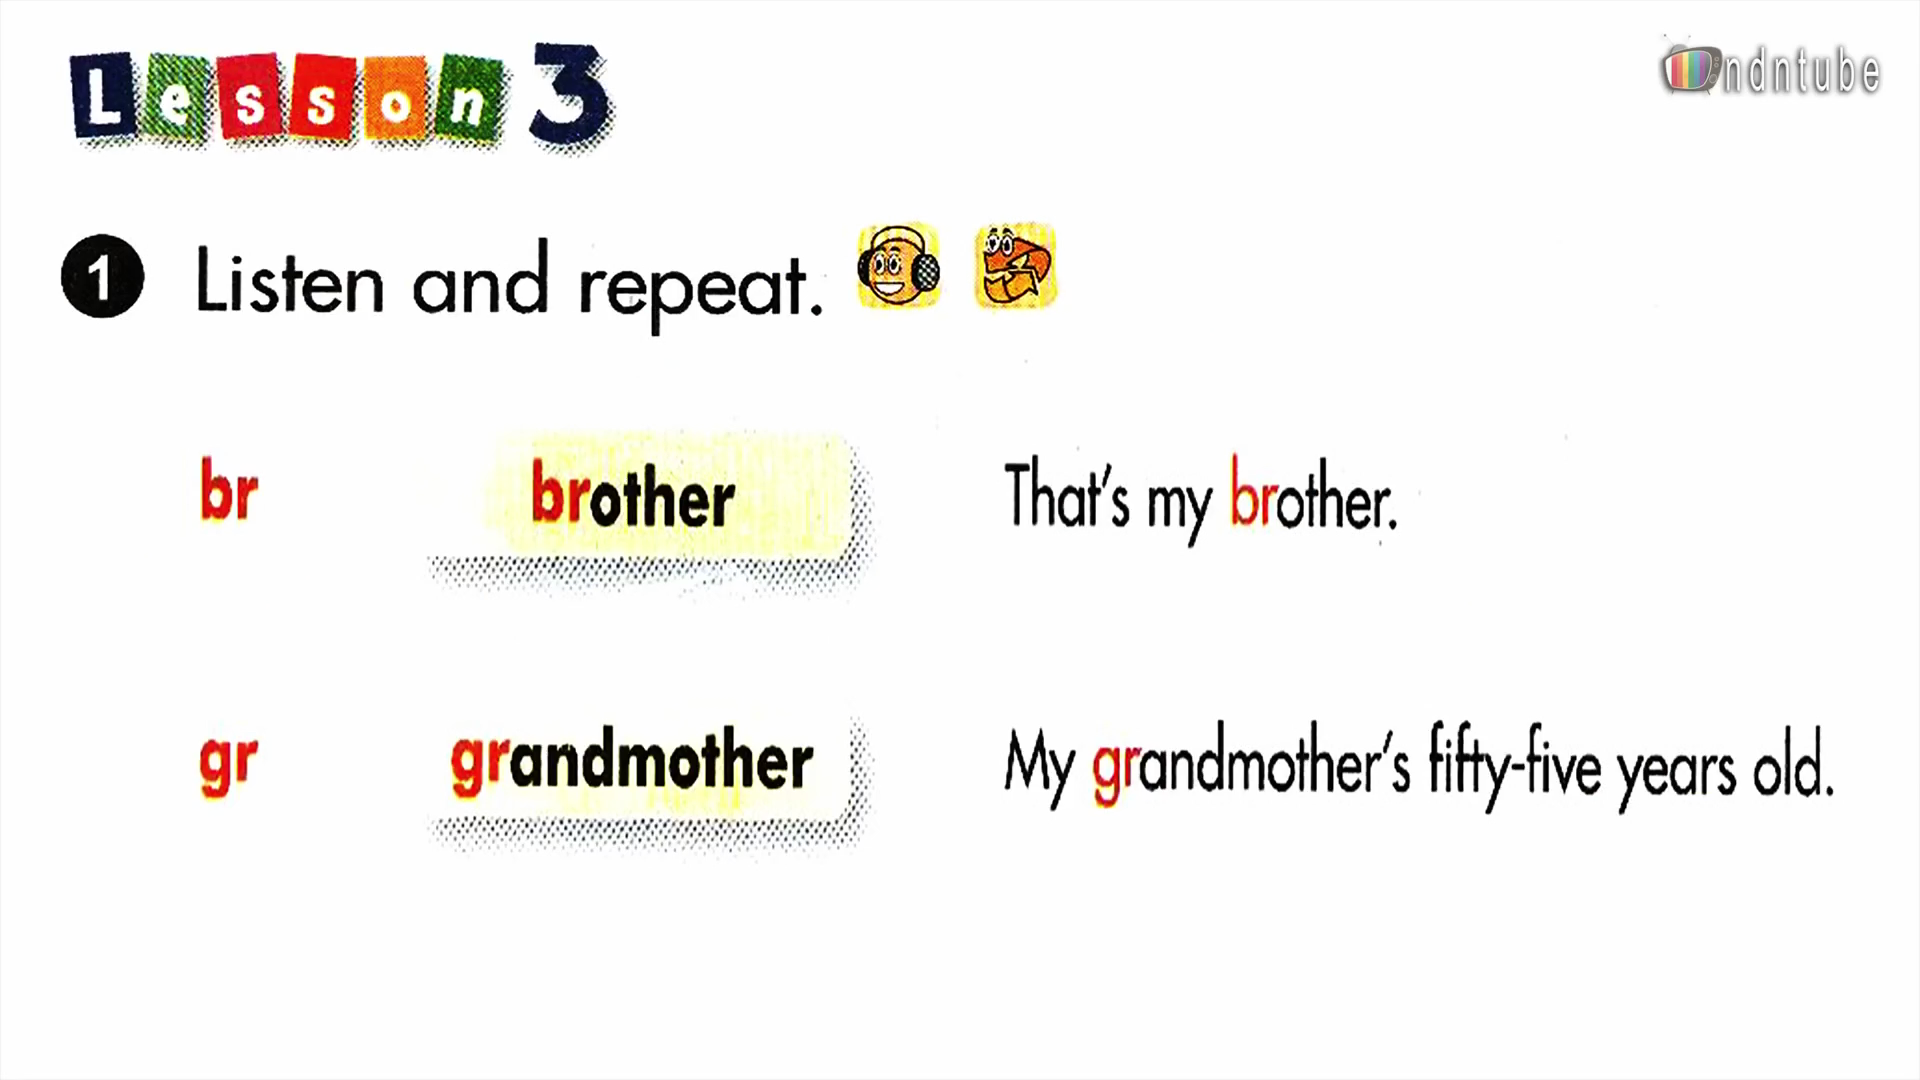 Lesson 3
ndntube
1 Listen and repeat.
br brother That's my brother.
gr grandmother My grandmother's fifty-five years old.